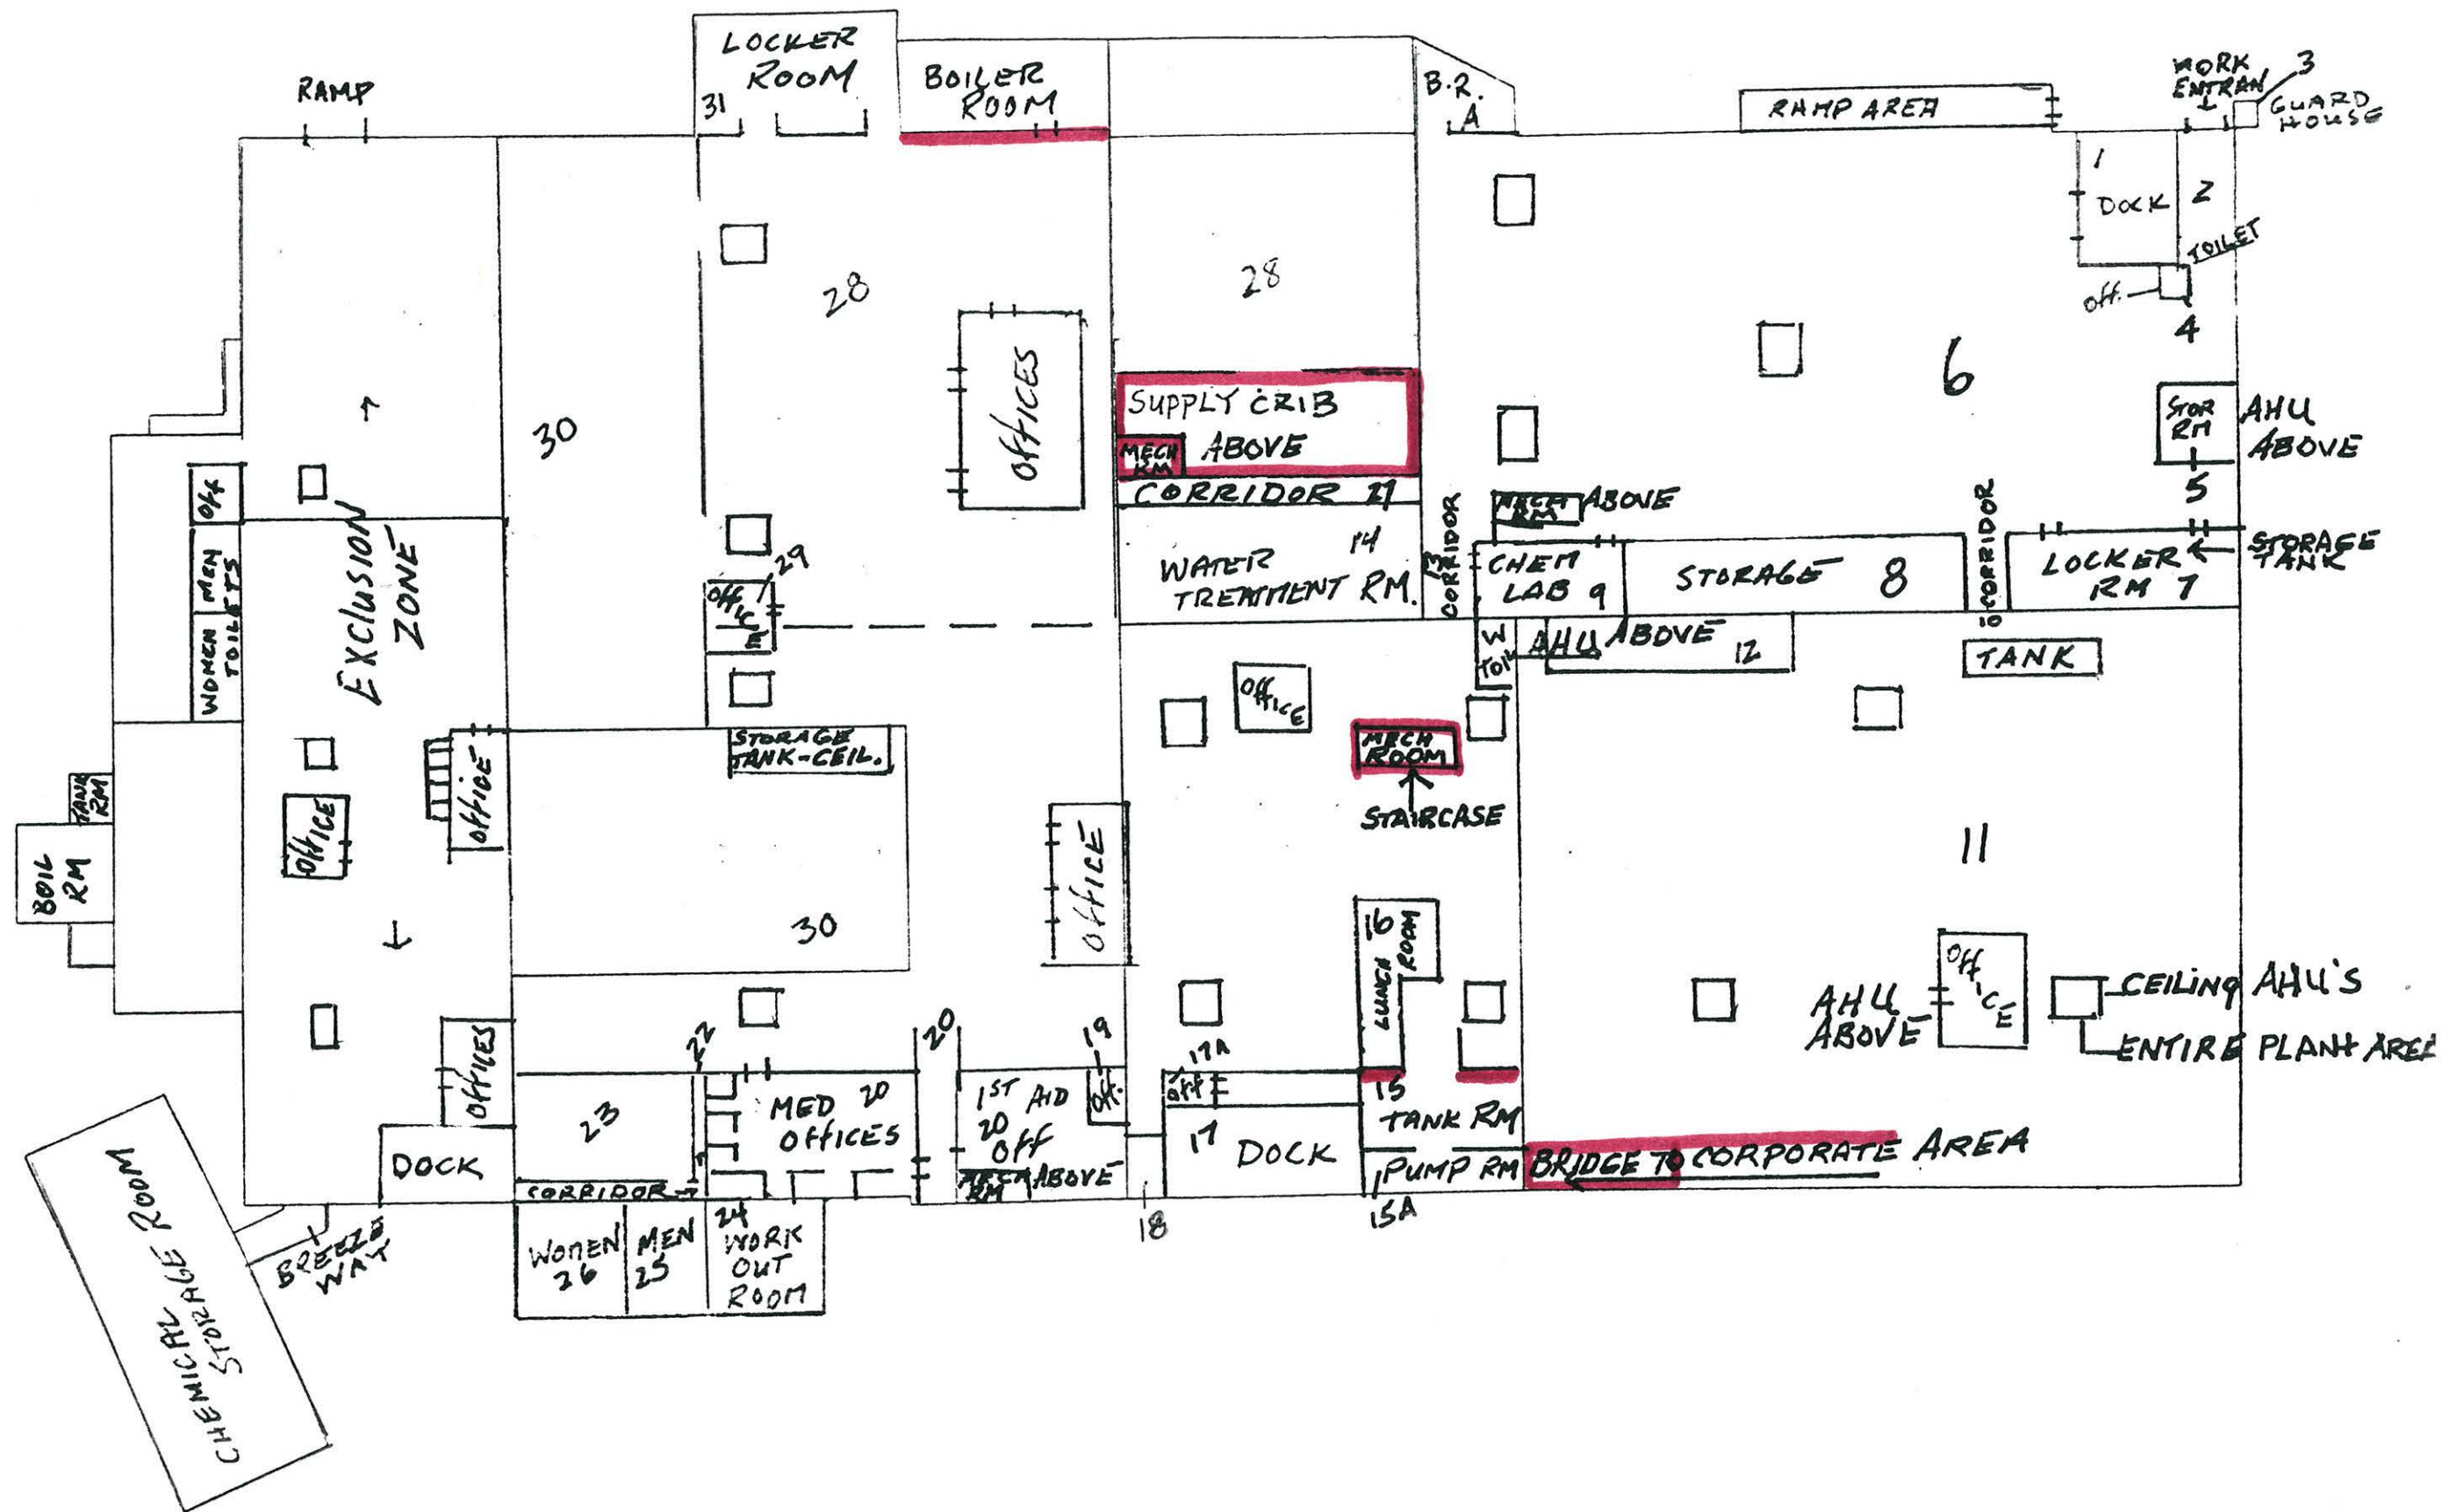 LOCKER
ROOM
31
BOILER
ROOM
B.R.
A
RAMP
RAMP AREA
WORK
ENTRAN
3
GUARD
HOUSE
1
DOCK
2
TOILET
Off.
4
28
28
6
30
OFFICES
SUPPLY CRIB
ABOVE
MECH
RM
CORRIDOR 21
WATER
TREATMENT RM.
14
13
CORRIDOR
MECH
RM
ABOVE
CHEM
LAB 9
STORAGE 8
CORRIDOR
10
LOCKER
RM 7
STORAGE
TANK
STOR
RM
AHU
ABOVE
5
OFF
MEN
WOMEN
TOILETS
EXCLUSION
ZONE
29
OFFICE
W
TOIL
AHU ABOVE
12
TANK
OFFICE
MECH
ROOM
STAIRCASE
STORAGE
TANK-CEIL.
TANK
RM
BOIL
RM
OFFICE
OFFICE
30
OFFICE
11
16
LUNCH
ROOM
OFFICE
AHU
ABOVE
CEILING AHU'S
ENTIRE PLANT AREA
OFFICES
22
20
19
17A
23
MED 20
OFFICES
1ST AID
20
OFF
MECH
RM
ABOVE
Off.
Off
17
DOCK
15
TANK RM
PUMP RM
15A
BRIDGE TO CORPORATE AREA
DOCK
CORRIDOR
18
24
WORK
OUT
ROOM
WOMEN
26
MEN
25
BREEZE
WAY
CHEMICAL ROOM
STORAGE